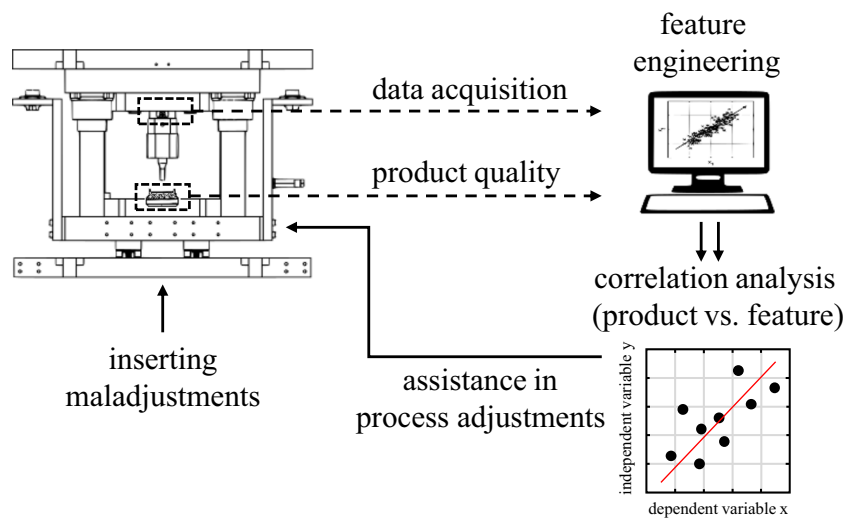 feature
engineering
data acquisition
product quality
correlation analysis
(product vs. feature)
inserting
maladjustments
assistance in
process adjustments
independent variable y
dependent variable x